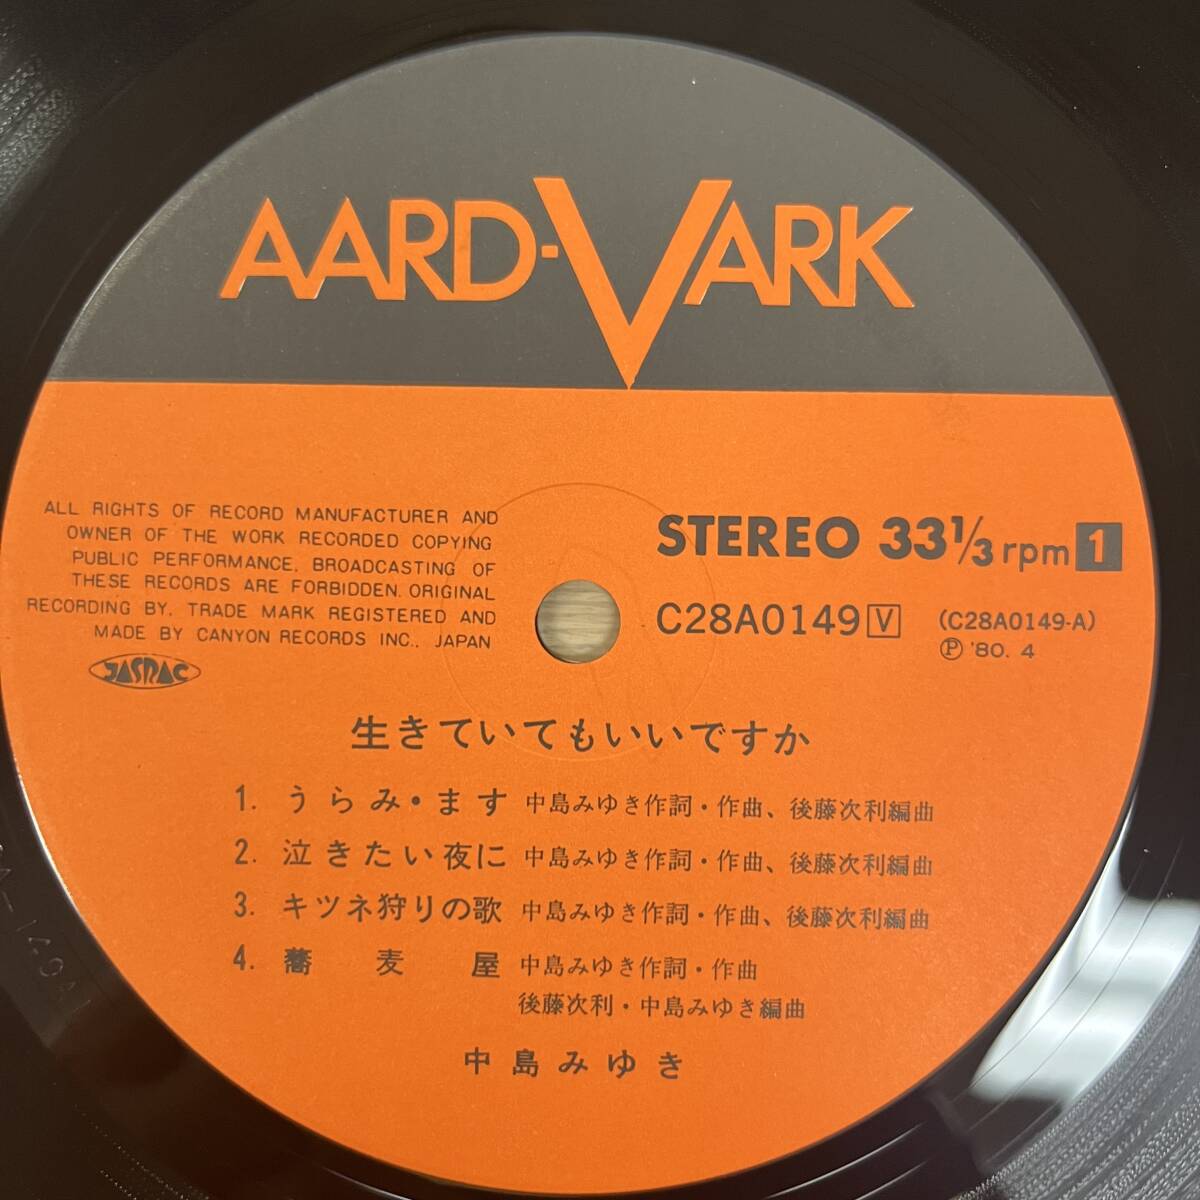 AARD-VARK
ALL RIGHTS OF RECORD MANUFACTURER AND
OWNER OF THE WORK RECORDED COPYING
PUBLIC PERFORMANCE, BROADCASTING OF
THESE RECORDS ARE FORBIDDEN. ORIGINAL
RECORDING BY. TRADE MARK REGISTERED AND
MADE BY CANYON RECORDS INC., JAPAN
JASRAC
STEREO 33 1/3 rpm 1
C28A0149 V (C28A0149-A)
Ⓟ '80. 4
生きていてもいいですか
1. うらみ・ます 中島みゆき作詞・作曲、後藤次利編曲
2. 泣きたい夜に 中島みゆき作詞・作曲、後藤次利編曲
3. キツネ狩りの歌 中島みゆき作詞・作曲、後藤次利編曲
4. 蕎麦屋 中島みゆき作詞・作曲
後藤次利・中島みゆき編曲
中島みゆき